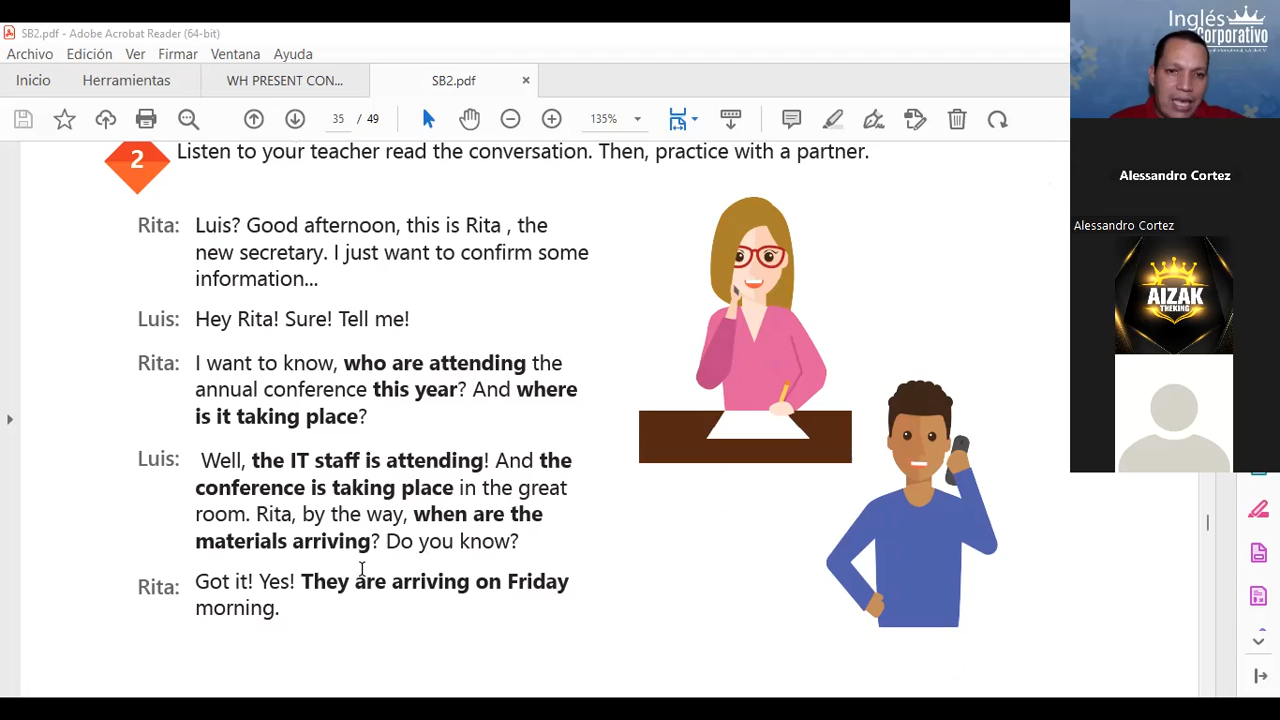 SB2.pdf - Adobe Acrobat Reader (64-bit)
Archivo Edición Ver Firmar Ventana Ayuda
Inicio Herramientas WH PRESENT CON... SB2.pdf ×
35 / 49 135%
2 Listen to your teacher read the conversation. Then, practice with a partner.
Rita: Luis? Good afternoon, this is Rita , the
new secretary. I just want to confirm some
information...
Luis: Hey Rita! Sure! Tell me!
Rita: I want to know, who are attending the
annual conference this year? And where
is it taking place?
Luis: Well, the IT staff is attending! And the
conference is taking place in the great
room. Rita, by the way, when are the
materials arriving? Do you know?
Rita: Got it! Yes! They are arriving on Friday
morning.
Inglés
Corporativo
Alessandro Cortez
Alessandro Cortez
AIZAK
THEKING